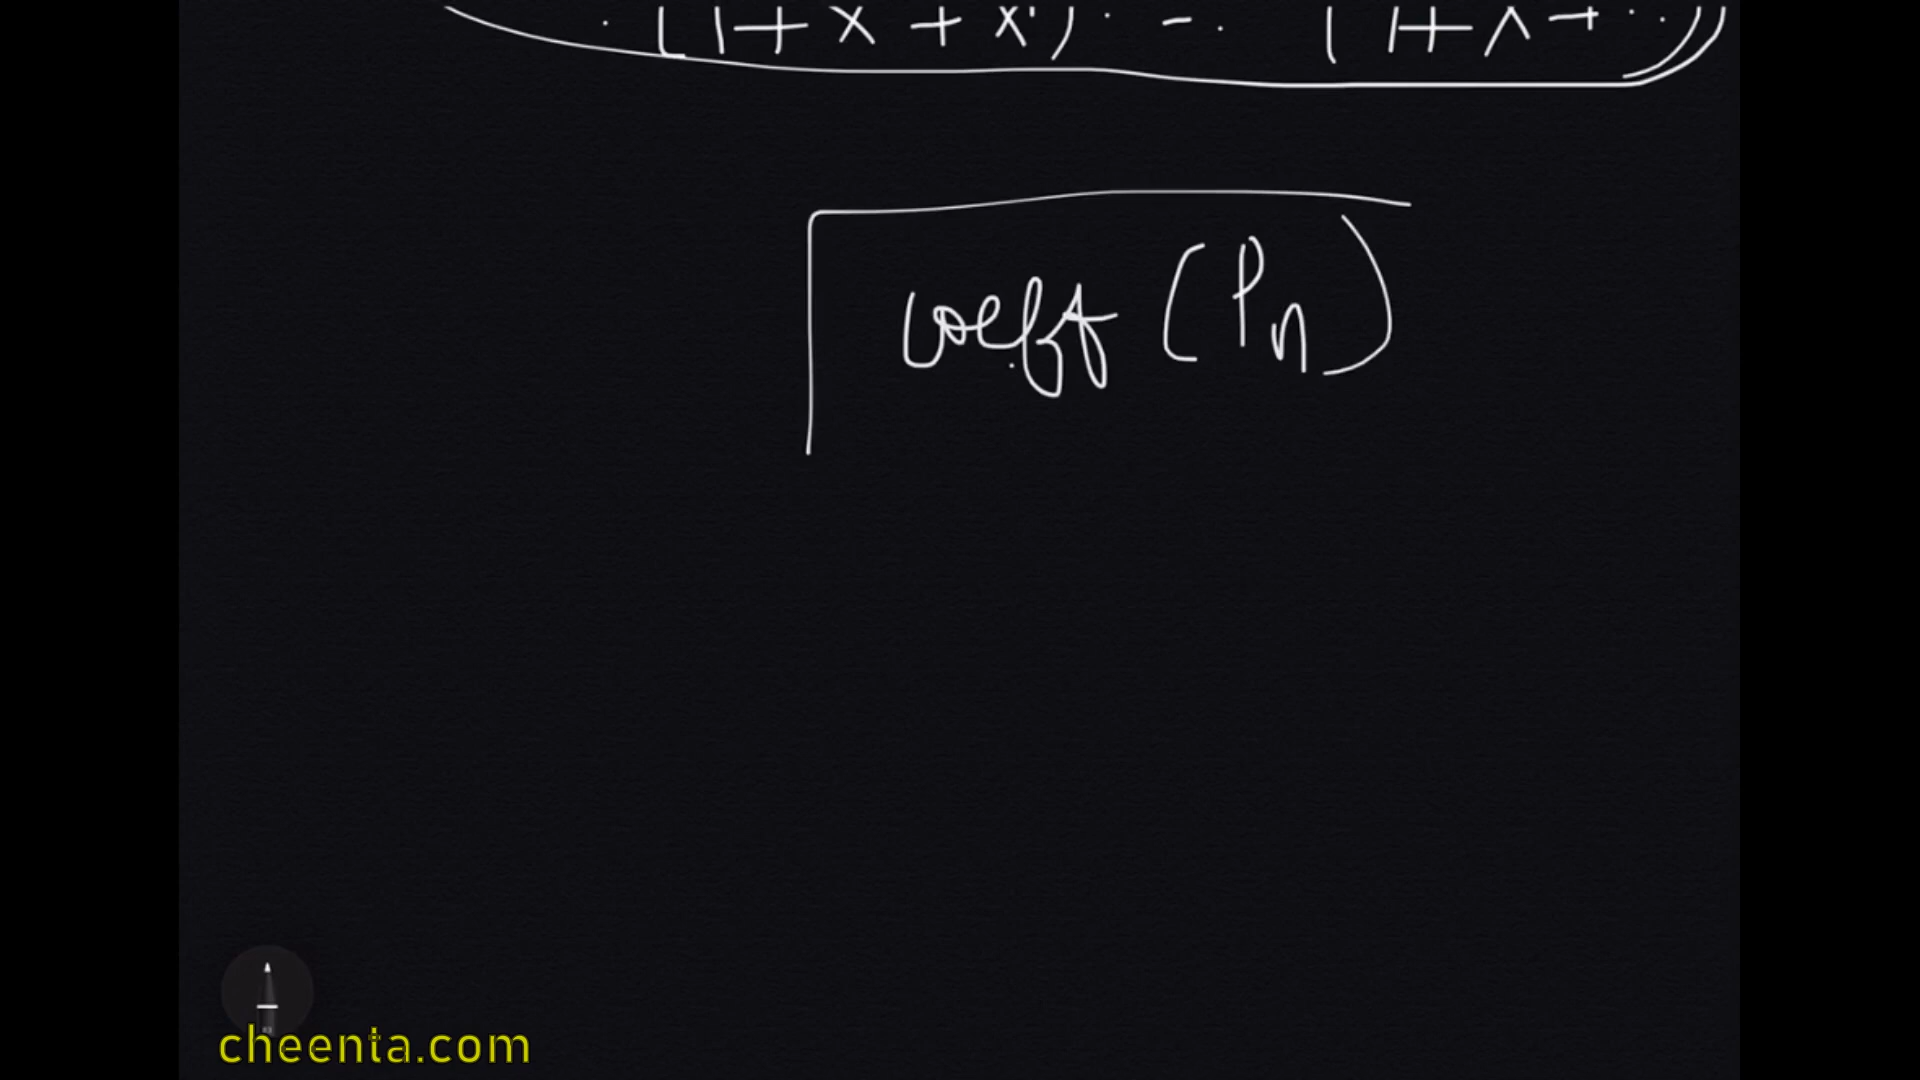 . (1+x+x²) . - . (1+x+..))
coeff (Pn)
cheenta.com